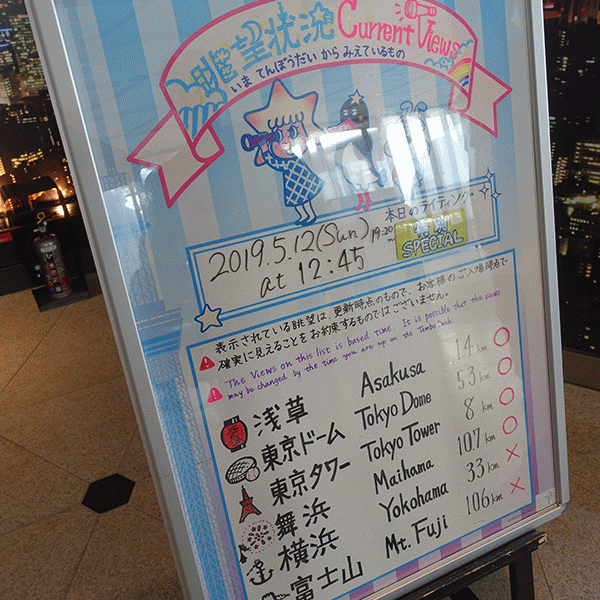 眺望状況 Current Views
いま てんぼうだい から みえているもの
2019.5.12(Sun)
at 12:45
本日のライティング
19:20~
特別
SPECIAL
表示されている眺望は、更新時点のもので、お客様のご入場時点で
確実に見えることをお約束するものではございません。
The Views on this list is based time. It is possible that the views
may be changed by the time you are up on the Tembo Deck.
浅草 Asakusa 1.4 km ○
東京ドーム Tokyo Dome 5.3 km ○
東京タワー Tokyo Tower 8 km ○
舞浜 Maihama 10.7 km ○
横浜 Yokohama 33 km ×
富士山 Mt. Fuji 106 km ×